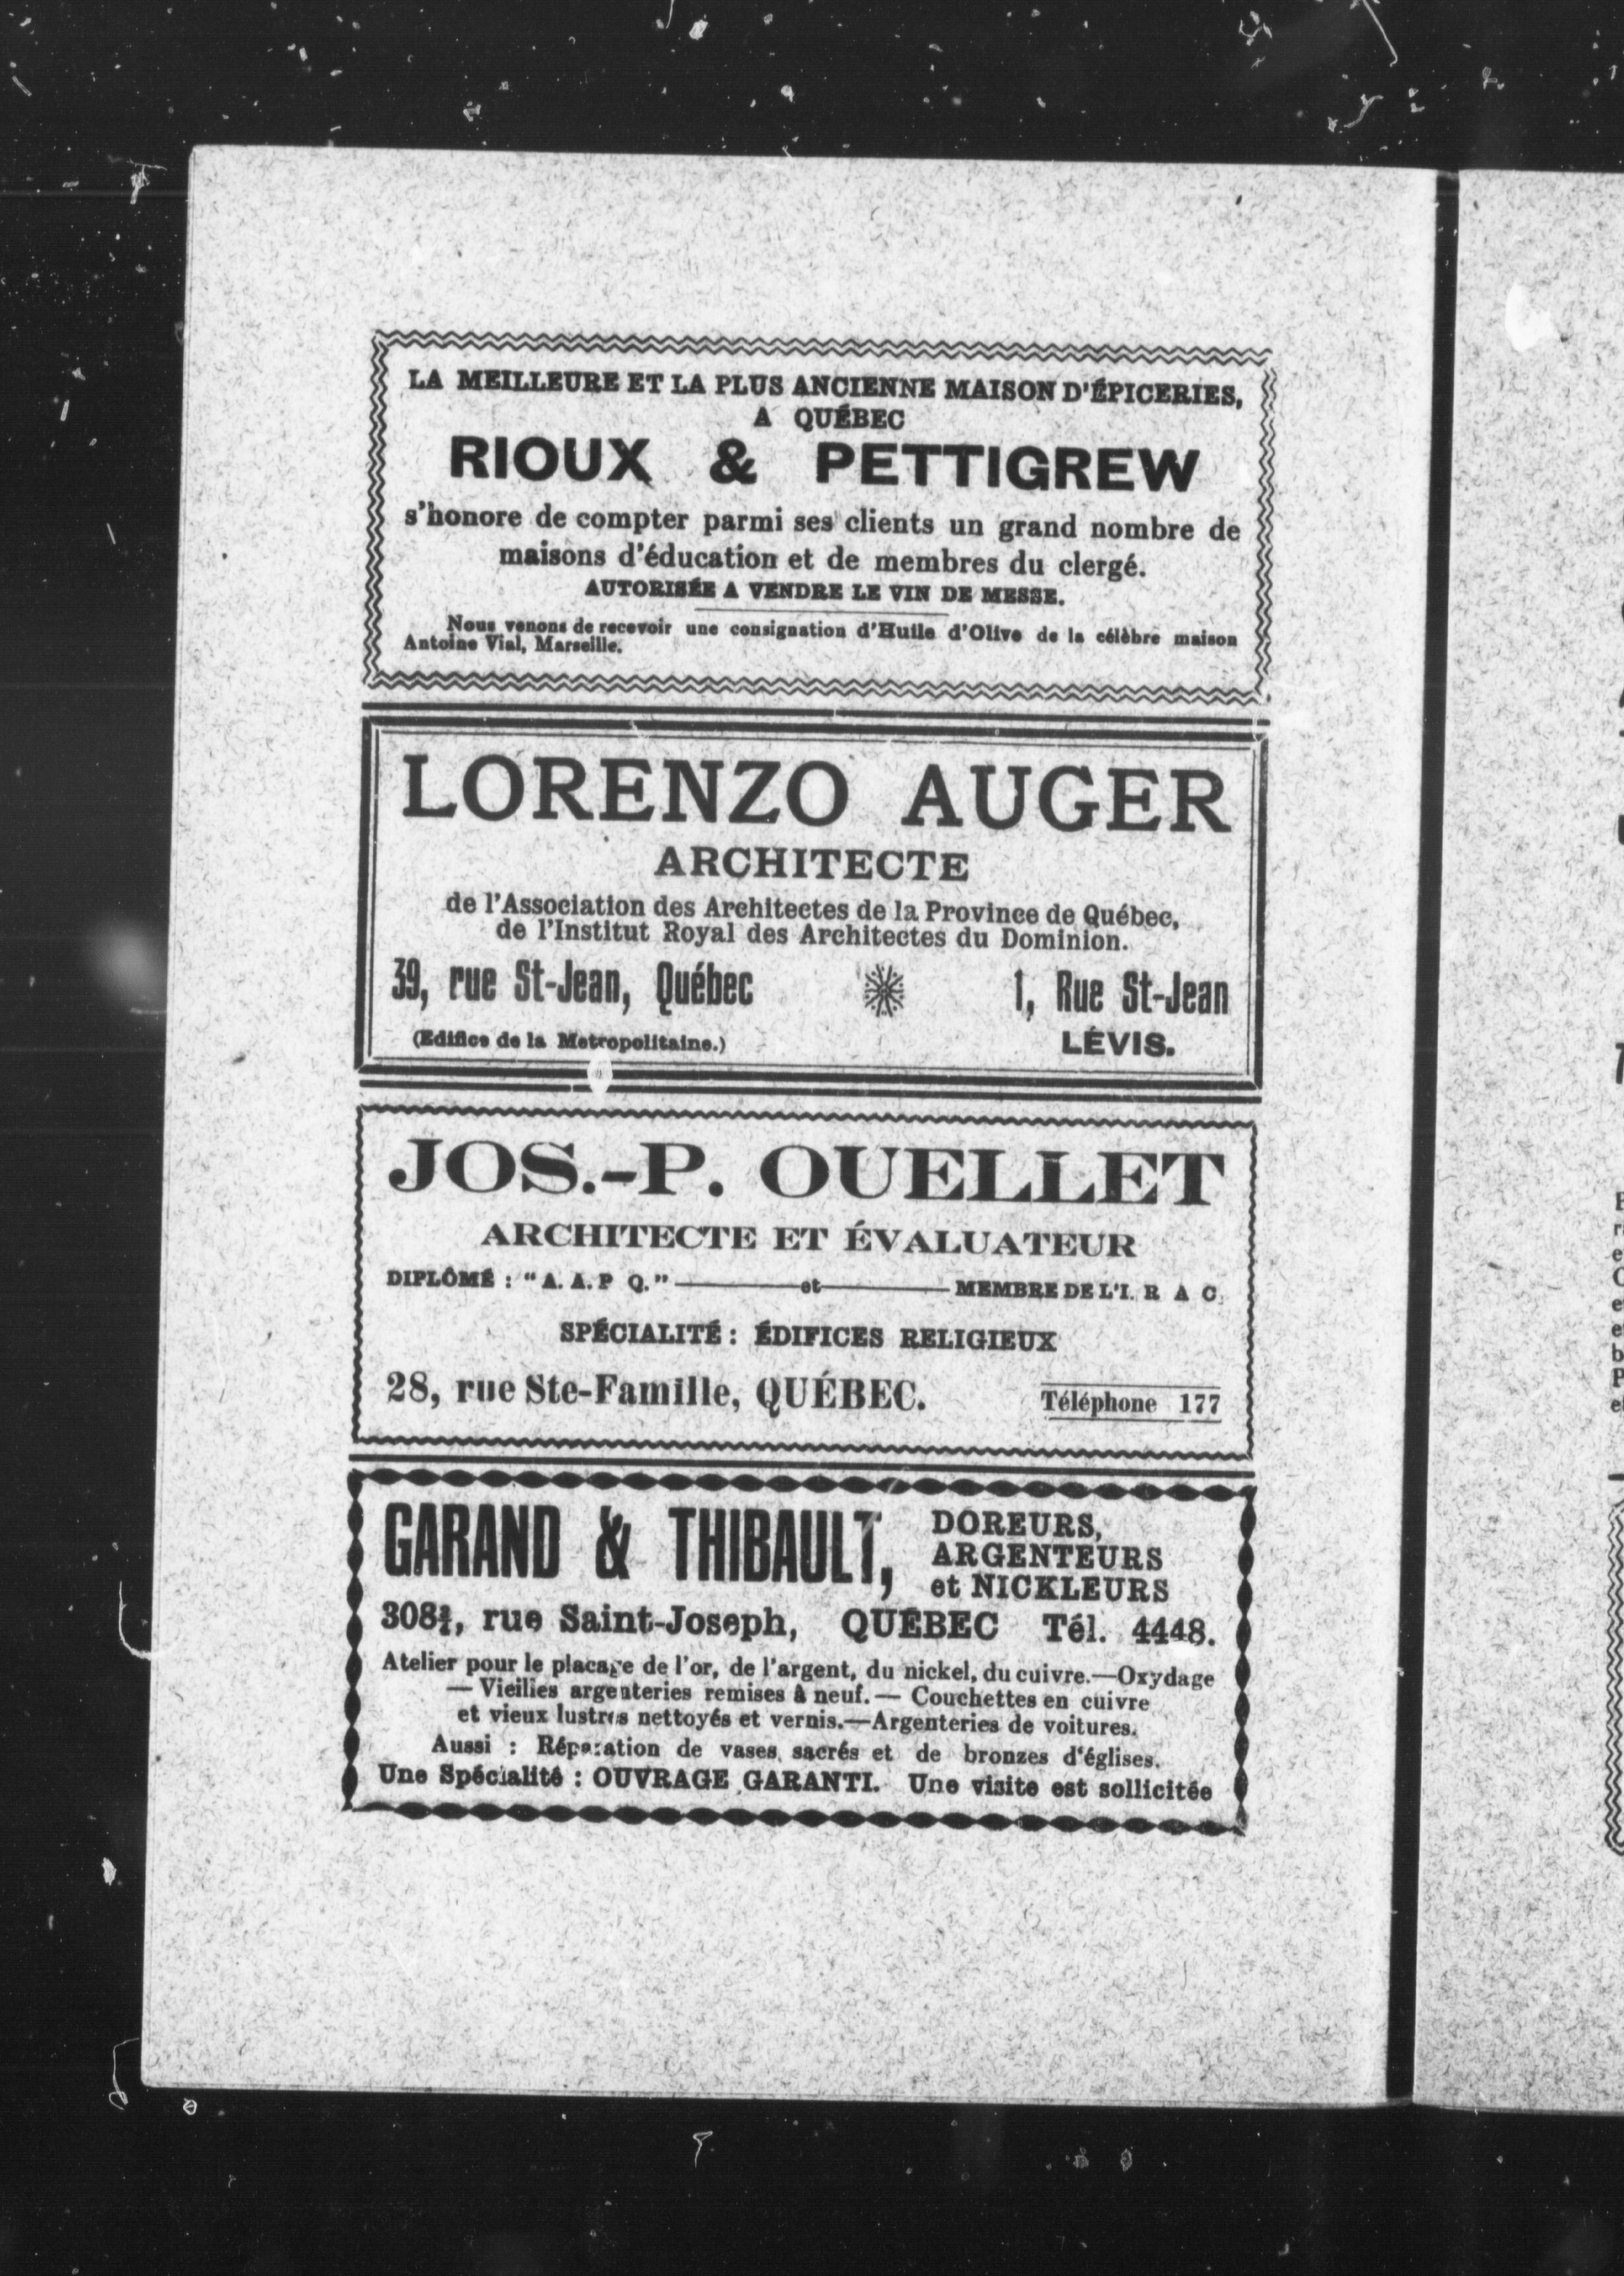 LA MEILLEURE ET LA PLUS ANCIENNE MAISON D'ÉPICERIES,
A QUÉBEC
RIOUX & PETTIGREW
s'honore de compter parmi ses clients un grand nombre de
maisons d'éducation et de membres du clergé.
AUTORISÉE A VENDRE LE VIN DE MESSE.
Nous venons de recevoir une consignation d'Huile d'Olive de la célèbre maison
Antoine Vial, Marseille.
LORENZO AUGER
ARCHITECTE
de l'Association des Architectes de la Province de Québec,
de l'Institut Royal des Architectes du Dominion.
39, rue St-Jean, Québec 1, Rue St-Jean
(Edifice de la Metropolitaine.) LÉVIS.
JOS.-P. OUELLET
ARCHITECTE ET ÉVALUATEUR
DIPLÔMÉ : "A. A. P Q." — et — MEMBRE DE L'I. R A C.
SPÉCIALITÉ : ÉDIFICES RELIGIEUX
28, rue Ste-Famille, QUÉBEC. Téléphone 177
GARAND & THIBAULT,
DOREURS,
ARGENTEURS
et NICKLEURS
308¾, rue Saint-Joseph, QUÉBEC Tél. 4448.
Atelier pour le placage de l'or, de l'argent, du nickel, du cuivre.—Oxydage
— Vieilles argenteries remises à neuf.— Couchettes en cuivre
et vieux lustres nettoyés et vernis.—Argenteries de voitures.
Aussi : Réparation de vases sacrés et de bronzes d'églises.
Une Spécialité : OUVRAGE GARANTI. Une visite est sollicitée